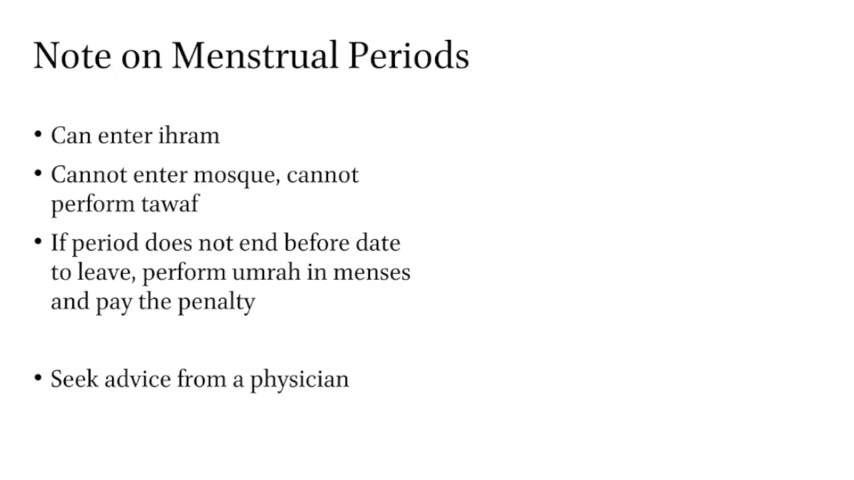 Note on Menstrual Periods
• Can enter ihram
• Cannot enter mosque, cannot
perform tawaf
• If period does not end before date
to leave, perform umrah in menses
and pay the penalty
• Seek advice from a physician